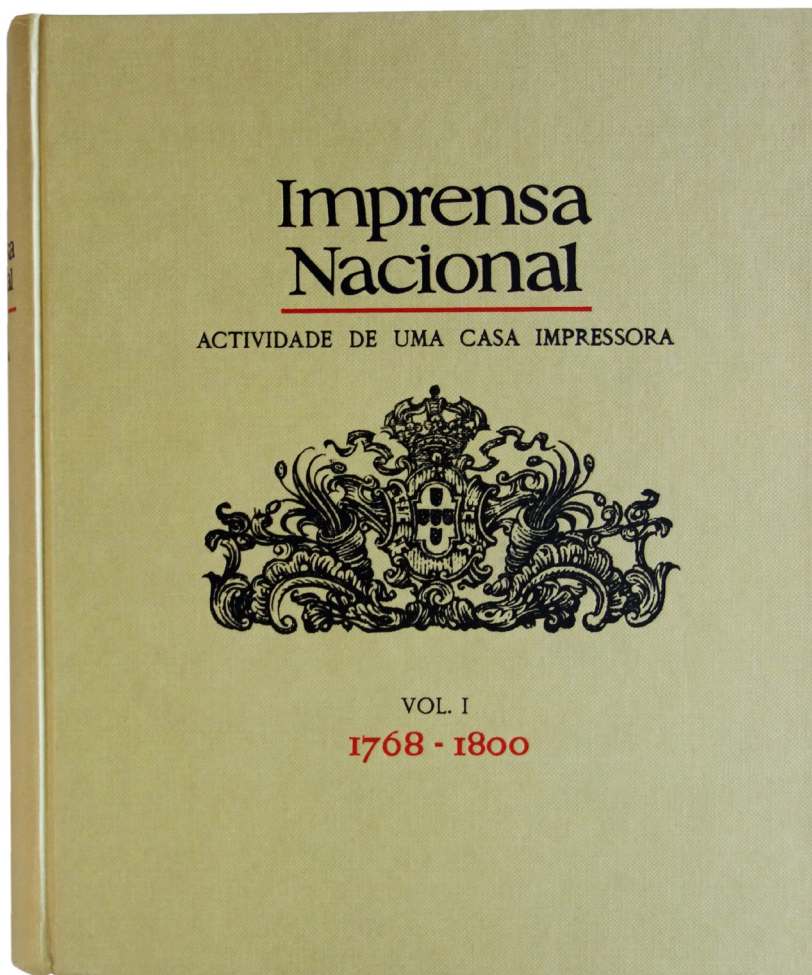 Imprensa
Nacional
ACTIVIDADE DE UMA CASA IMPRESSORA
VOL. I
1768 - 1800